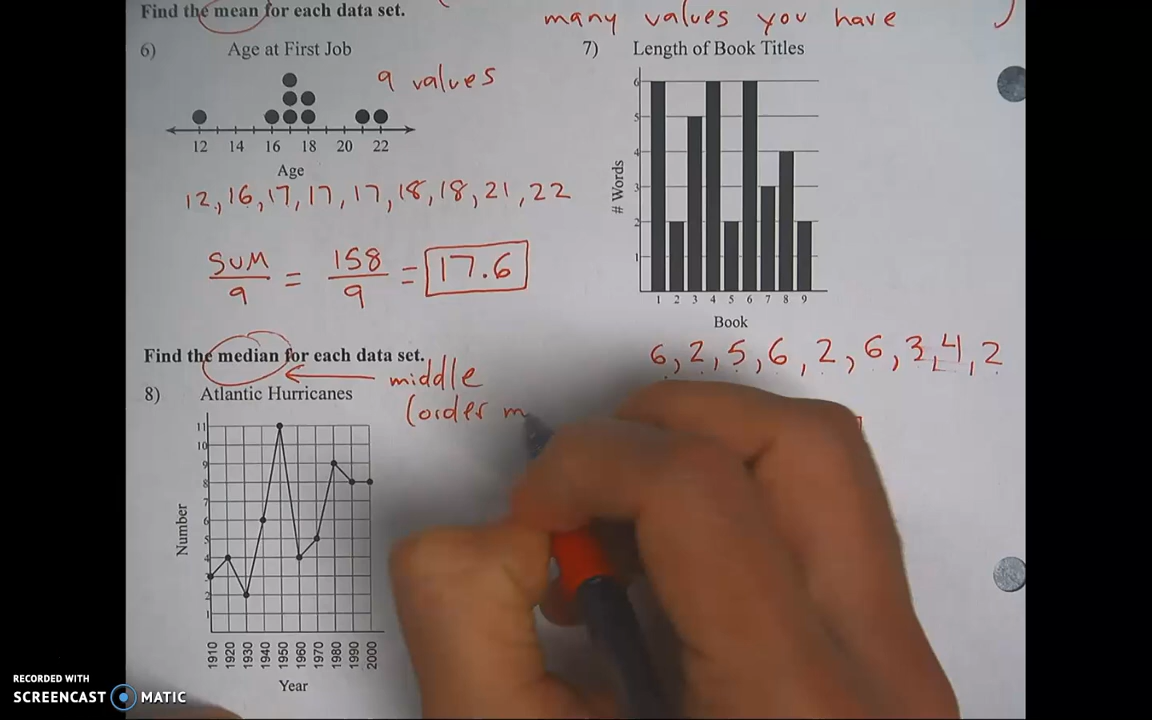 Find the mean for each data set.
many values you have
6) Age at First Job
9 values
12 14 16 18 20 22
Age
12, 16, 17, 17, 17, 18, 18, 21, 22
SUM/9 = 158/9 = 17.6
7) Length of Book Titles
6
5
4
3
2
1
# Words
1 2 3 4 5 6 7 8 9
Book
6, 2, 5, 6, 2, 6, 3, 4, 2
Find the median for each data set.
middle
(order m
8) Atlantic Hurricanes
11
10
9
8
7
6
5
4
3
2
1
Number
1910 1920 1930 1940 1950 1960 1970 1980 1990 2000
Year
RECORDED WITH
SCREENCAST MATIC